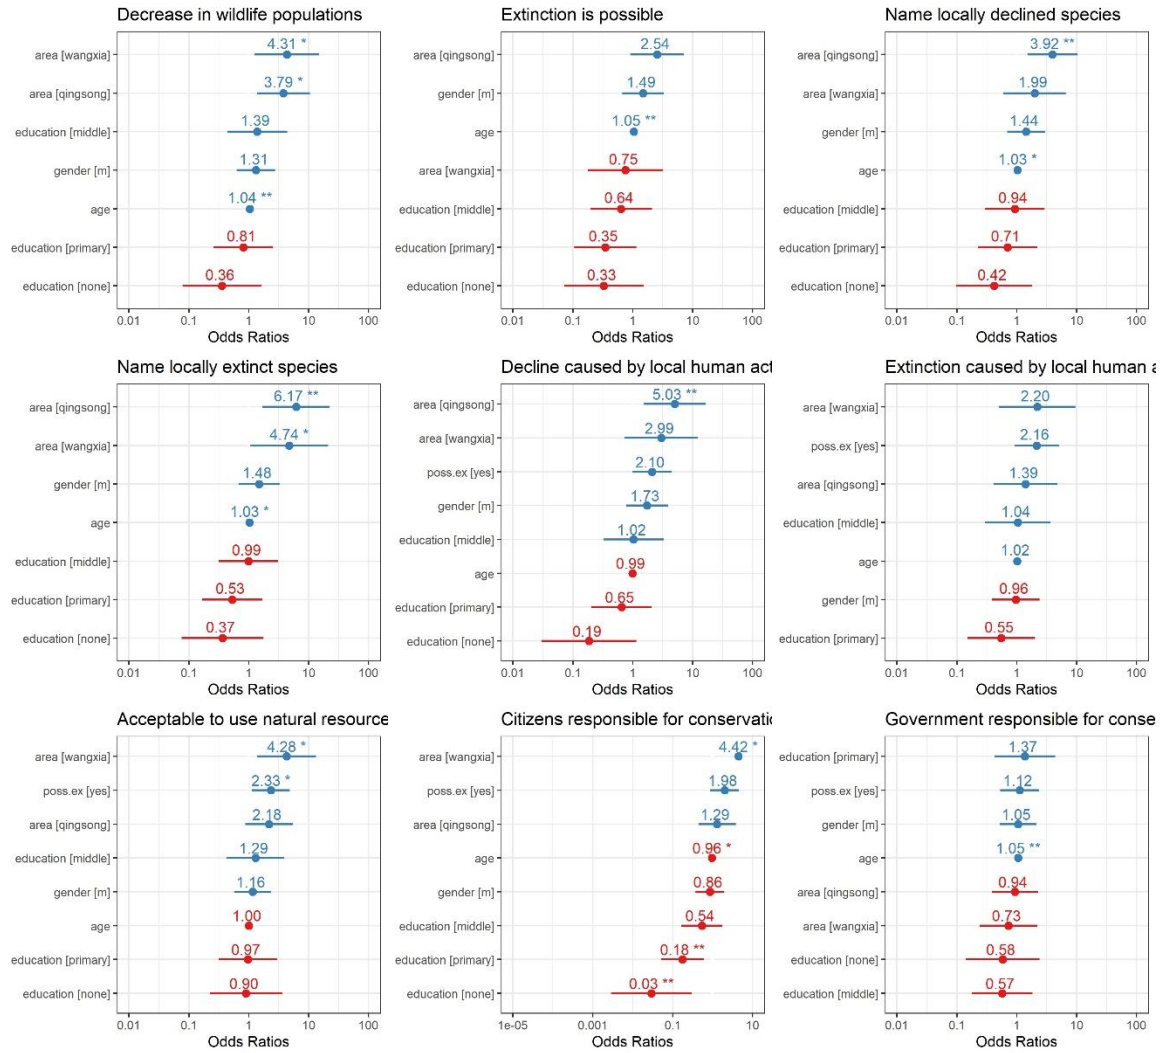 Decrease in wildlife populations
area [wangxia]
4.31 *
area [qingsong]
3.79 *
education [middle]
1.39
gender [m]
1.31
age
1.04 **
education [primary]
0.81
education [none]
0.36
0.01 0.1 1 10 100
Odds Ratios
Extinction is possible
area [qingsong]
2.54
gender [m]
1.49
age
1.05 **
area [wangxia]
0.75
education [middle]
0.64
education [primary]
0.35
education [none]
0.33
0.01 0.1 1 10 100
Odds Ratios
Name locally declined species
area [qingsong]
3.92 **
area [wangxia]
1.99
gender [m]
1.44
age
1.03 *
education [middle]
0.94
education [primary]
0.71
education [none]
0.42
0.01 0.1 1 10 100
Odds Ratios
Name locally extinct species
area [qingsong]
6.17 **
area [wangxia]
4.74 *
gender [m]
1.48
age
1.03 *
education [middle]
0.99
education [primary]
0.53
education [none]
0.37
0.01 0.1 1 10 100
Odds Ratios
Decline caused by local human act
area [qingsong]
5.03 **
area [wangxia]
2.99
poss.ex [yes]
2.10
gender [m]
1.73
education [middle]
1.02
age
0.99
education [primary]
0.65
education [none]
0.19
0.01 0.1 1 10 100
Odds Ratios
Extinction caused by local human a
area [wangxia]
2.20
poss.ex [yes]
2.16
area [qingsong]
1.39
education [middle]
1.04
age
1.02
gender [m]
0.96
education [primary]
0.55
0.01 0.1 1 10 100
Odds Ratios
Acceptable to use natural resource
area [wangxia]
4.28 *
poss.ex [yes]
2.33 *
area [qingsong]
2.18
education [middle]
1.29
gender [m]
1.16
age
1.00
education [primary]
0.97
education [none]
0.90
0.01 0.1 1 10 100
Odds Ratios
Citizens responsible for conservatio
area [wangxia]
4.42 *
poss.ex [yes]
1.98
area [qingsong]
1.29
age
0.96 *
gender [m]
0.86
education [middle]
0.54
education [primary]
0.18 **
education [none]
0.03 **
1e-05 0.001 0.1 10
Odds Ratios
Government responsible for conse
education [primary]
1.37
poss.ex [yes]
1.12
gender [m]
1.05
age
1.05 **
area [qingsong]
0.94
area [wangxia]
0.73
education [none]
0.58
education [middle]
0.57
0.01 0.1 1 10 100
Odds Ratios